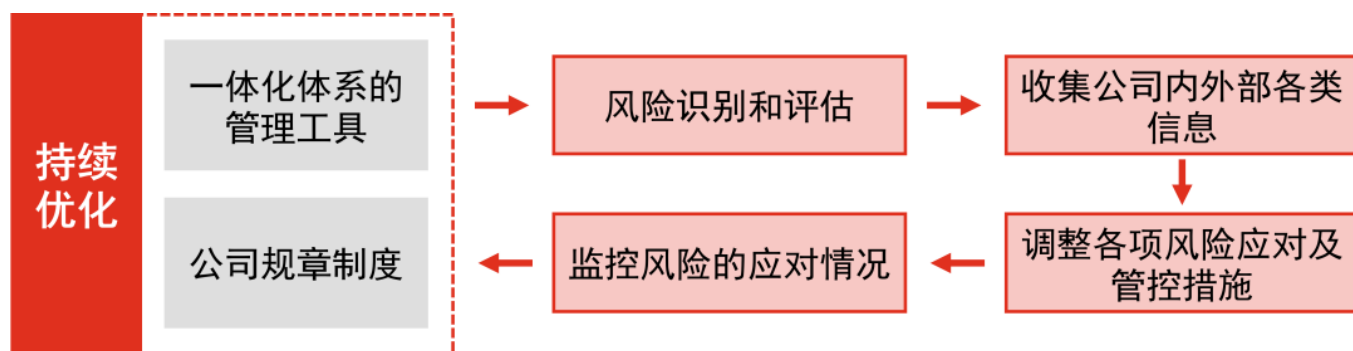 持续
优化
一体化体系的
管理工具
公司规章制度
风险识别和评估
收集公司内外部各类
信息
调整各项风险应对及
管控措施
监控风险的应对情况